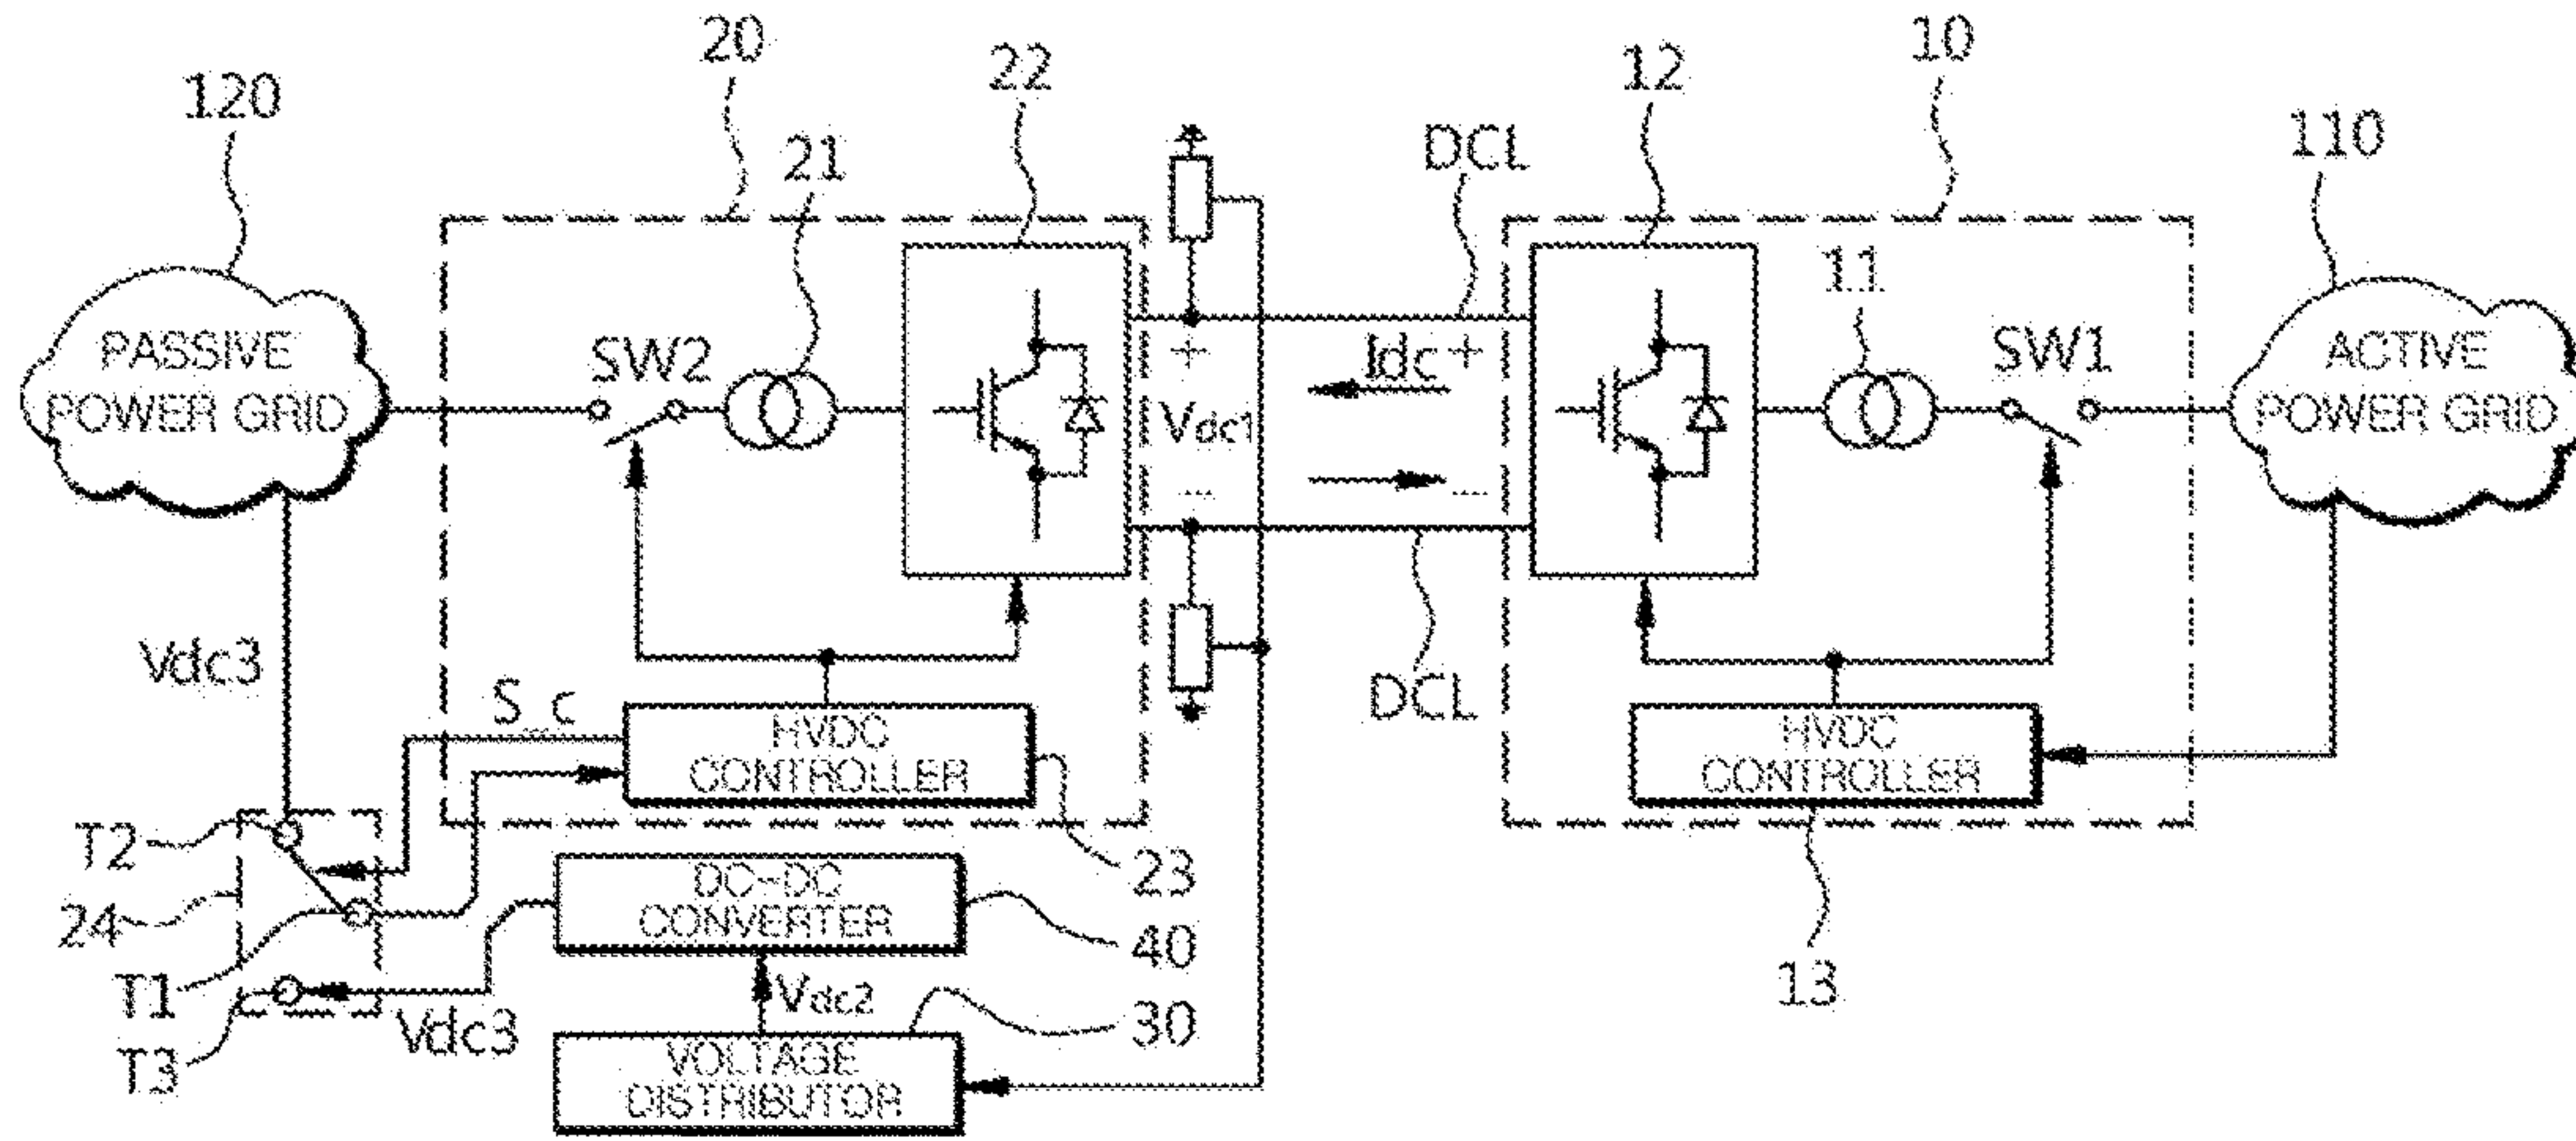 20
22
12
10
120
21
DCL
110
11
PASSIVE
POWER GRID
SW2
+
Idc +
Vdc1
-
-
SW1
ACTIVE
POWER GRID
Vdc3
S_c
HVDC
CONTROLLER
DCL
HVDC
CONTROLLER
T2
24
T1
T3
DC-DC
CONVERTER
23
40
13
Vdc3
Vdc2
30
VOLTAGE
DISTRIBUTOR